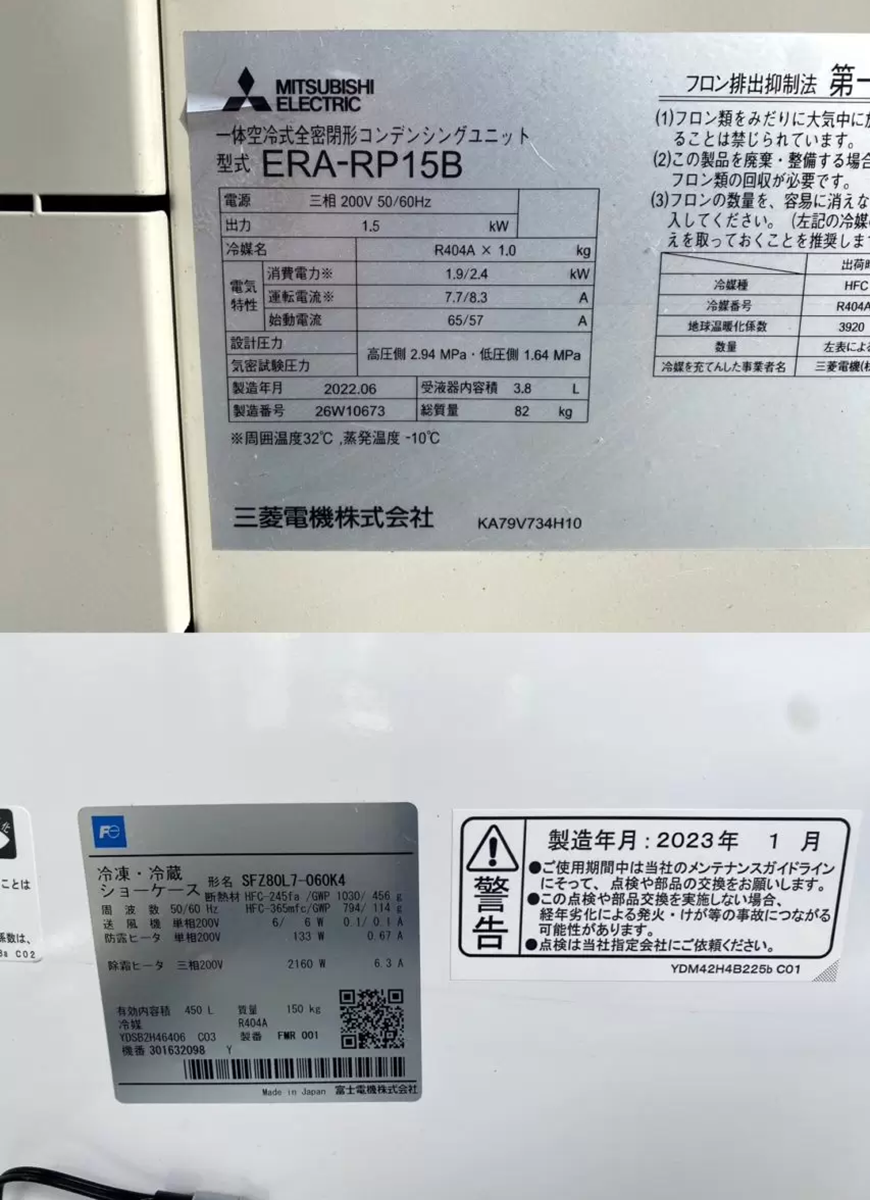 MITSUBISHI
ELECTRIC
一体空冷式全密閉形コンデンシングユニット
型式 ERA-RP15B
電源 三相 200V 50/60Hz
出力 1.5 kW
冷媒名 R404A × 1.0 kg
電気特性
消費電力※ 1.9/2.4 kW
運転電流※ 7.7/8.3 A
始動電流 65/57 A
設計圧力
気密試験圧力
高圧側 2.94 MPa・低圧側 1.64 MPa
製造年月 2022.06 受液器内容積 3.8 L
製造番号 26W10673 総質量 82 kg
※周囲温度32℃,蒸発温度 -10℃
三菱電機株式会社 KA79V734H10
フロン排出抑制法 第一
(1)フロン類をみだりに大気中に
ることは禁じられています。
(2)この製品を廃棄・整備する場合
フロン類の回収が必要です。
(3)フロンの数量を、容易に消えな
入してください。(左記の冷媒
えを取っておくことを推奨しま
出荷時
冷媒種 HFC
冷媒番号 R404A
地球温暖化係数 3920
数量 左表によ
冷媒を充てんした事業者名 三菱電機(株
ことは
係数は、
C02
Fe
冷凍・冷蔵
ショーケース
形名 SFZ80L7-060K4
断熱材 HFC-245fa /GWP 1030/ 456 g
周波数 50/60 Hz HFC-365mfc/GWP 794/ 114 g
送風機 単相200V 6/ 6 W 0.1/ 0.1 A
防露ヒータ 単相200V 133 W 0.67 A
除霜ヒータ 三相200V 2160 W 6.3 A
有効内容積 450 L 質量 150 kg
冷媒 R404A
YDSB2H46406 C03 製番 FMR 001
機番 301632098 Y
Made in Japan 富士電機株式会社
警告
製造年月:2023年 1 月
●ご使用期間中は当社のメンテナンスガイドライン
にそって、点検や部品の交換をお願いします。
●この点検や部品交換を実施しない場合、
経年劣化による発火・けが等の事故につながる
可能性があります。
●点検は当社指定会社にご依頼ください。
YDM42H4B225b C01